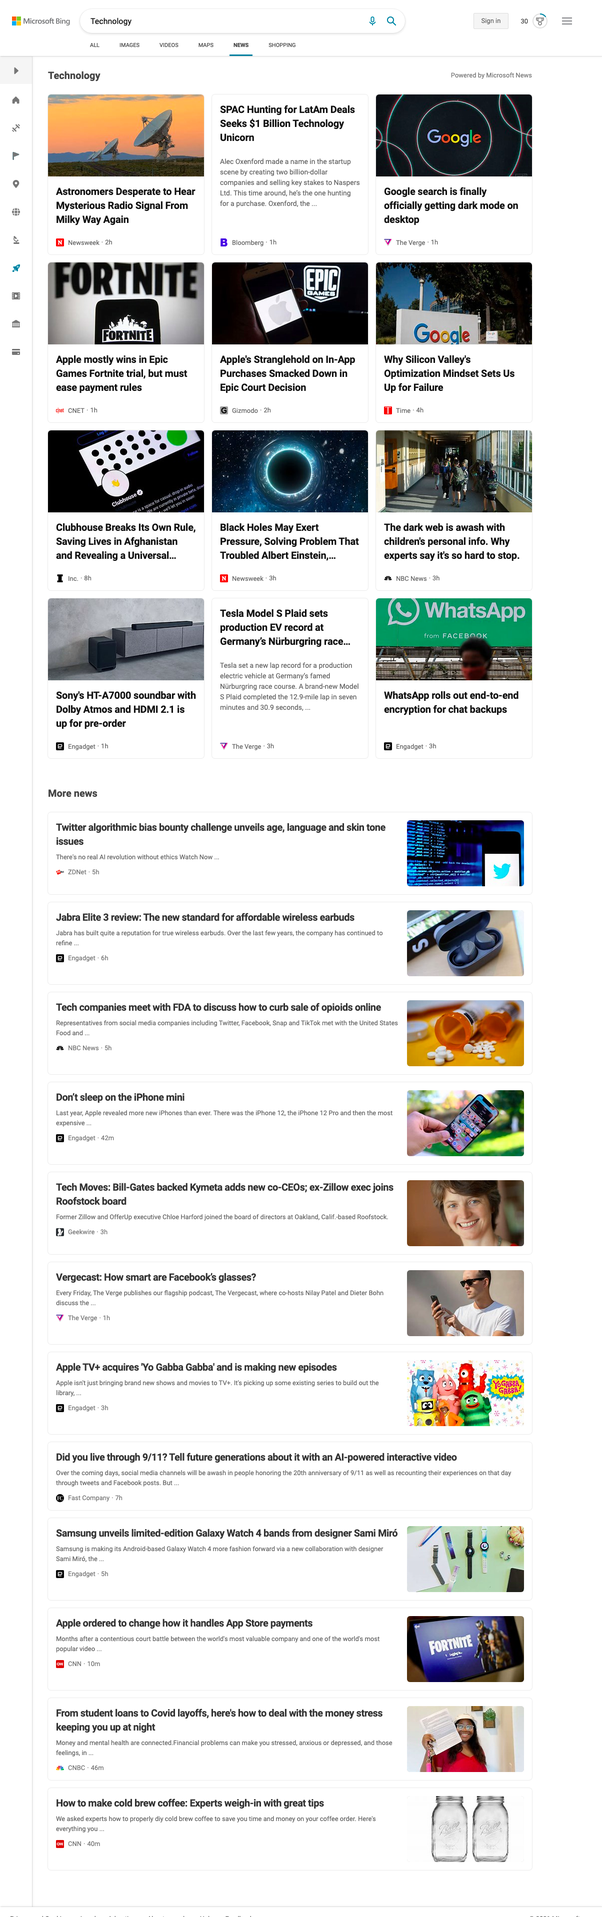 Microsoft Bing
Technology
Sign in
30
ALL
IMAGES
VIDEOS
MAPS
NEWS
SHOPPING
Technology
Powered by Microsoft News
Astronomers Desperate to Hear
Mysterious Radio Signal From
Milky Way Again
Newsweek · 2h
SPAC Hunting for LatAm Deals
Seeks $1 Billion Technology
Unicorn
Alec Oxenford made a name in the startup
scene by creating two billion-dollar
companies and selling key stakes to Naspers
Ltd. This time around, he's the one hunting
for a purchase. Oxenford, the ...
Bloomberg · 1h
Google
Google search is finally
officially getting dark mode on
desktop
The Verge · 1h
FORTNITE
FORTNITE
Apple mostly wins in Epic
Games Fortnite trial, but must
ease payment rules
CNET · 1h
EPIC
GAMES
Apple's Stranglehold on In-App
Purchases Smacked Down in
Epic Court Decision
Gizmodo · 2h
Google
Why Silicon Valley's
Optimization Mindset Sets Us
Up for Failure
Time · 4h
Clubhouse
Clubhouse Breaks Its Own Rule,
Saving Lives in Afghanistan
and Revealing a Universal...
Inc. · 8h
Black Holes May Exert
Pressure, Solving Problem That
Troubled Albert Einstein,...
Newsweek · 3h
The dark web is awash with
children's personal info. Why
experts say it's so hard to stop.
NBC News · 3h
Sony's HT-A7000 soundbar with
Dolby Atmos and HDMI 2.1 is
up for pre-order
Engadget · 1h
Tesla Model S Plaid sets
production EV record at
Germany's Nürburgring race...
Tesla set a new lap record for a production
electric vehicle at Germany's famed
Nürburgring race course. A brand-new Model
S Plaid completed the 12.9-mile lap in seven
minutes and 30.9 seconds, ...
The Verge · 3h
WhatsApp
from FACEBOOK
WhatsApp rolls out end-to-end
encryption for chat backups
Engadget · 3h
More news
Twitter algorithmic bias bounty challenge unveils age, language and skin tone
issues
There's no real AI revolution without ethics Watch Now ...
ZDNet · 5h
Jabra Elite 3 review: The new standard for affordable wireless earbuds
Jabra has built quite a reputation for true wireless earbuds. Over the last few years, the company has continued to
refine ...
Engadget · 6h
Tech companies meet with FDA to discuss how to curb sale of opioids online
Representatives from social media companies including Twitter, Facebook, Snap and TikTok met with the United States
Food and ...
NBC News · 5h
Don't sleep on the iPhone mini
Last year, Apple revealed more new iPhones than ever. There was the iPhone 12, the iPhone 12 Pro and then the most
expensive ...
Engadget · 42m
Tech Moves: Bill-Gates backed Kymeta adds new co-CEOs; ex-Zillow exec joins
Roofstock board
Former Zillow and OfferUp executive Chloe Harford joined the board of directors at Oakland, Calif.-based Roofstock.
Geekwire · 3h
Vergecast: How smart are Facebook's glasses?
Every Friday, The Verge publishes our flagship podcast, The Vergecast, where co-hosts Nilay Patel and Dieter Bohn
discuss the ...
The Verge · 1h
Apple TV+ acquires 'Yo Gabba Gabba' and is making new episodes
Apple isn't just bringing brand new shows and movies to TV+. It's picking up some existing series to build out the
library, ...
Engadget · 3h
YO GABBA GABBA!
Did you live through 9/11? Tell future generations about it with an AI-powered interactive video
Over the coming days, social media channels will be awash in people honoring the 20th anniversary of 9/11 as well as recounting their experiences on that day
through tweets and Facebook posts. But ...
Fast Company · 7h
Samsung unveils limited-edition Galaxy Watch 4 bands from designer Sami Miró
Samsung is making its Android-based Galaxy Watch 4 more fashion forward via a new collaboration with designer
Sami Miró, the ...
Engadget · 5h
Apple ordered to change how it handles App Store payments
Months after a contentious court battle between the world's most valuable company and one of the world's most
popular video ...
CNN · 10m
FORTNITE
From student loans to Covid layoffs, here's how to deal with the money stress
keeping you up at night
Money and mental health are connected.Financial problems can make you stressed, anxious or depressed, and those
feelings, in ...
CNBC · 46m
How to make cold brew coffee: Experts weigh-in with great tips
We asked experts how to properly diy cold brew coffee to save you time and money on your coffee order. Here's
everything you...
CNN · 40m